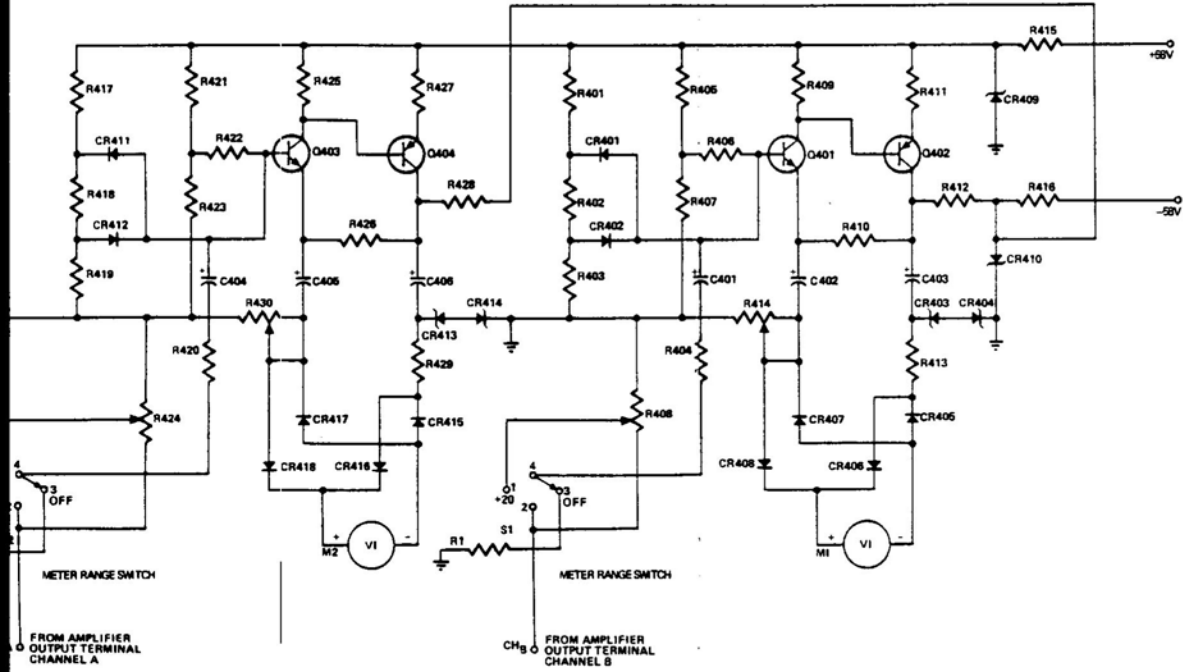 R415
+58V
R417
R421
R425
R427
R401
R405
R409
R411
CR409
CR411
R422
Q403
Q404
CR401
R406
Q401
Q402
R428
R412
R416
-58V
R418
R423
R402
R407
CR412
R426
CR402
R410
R419
C404
C405
C406
R403
C401
C402
C403
CR410
R430
CR414
R414
CR403
CR404
CR413
R420
R429
R404
R413
R424
CR417
CR415
R408
CR407
CR405
CR418
CR416
CR408
CR406
4
3
OFF
4
1
+20
3
OFF
2
S1
R1
+
-
M2
VI
+
-
M1
VI
METER RANGE SWITCH
METER RANGE SWITCH
FROM AMPLIFIER
OUTPUT TERMINAL
CHANNEL A
CHB
FROM AMPLIFIER
OUTPUT TERMINAL
CHANNEL B